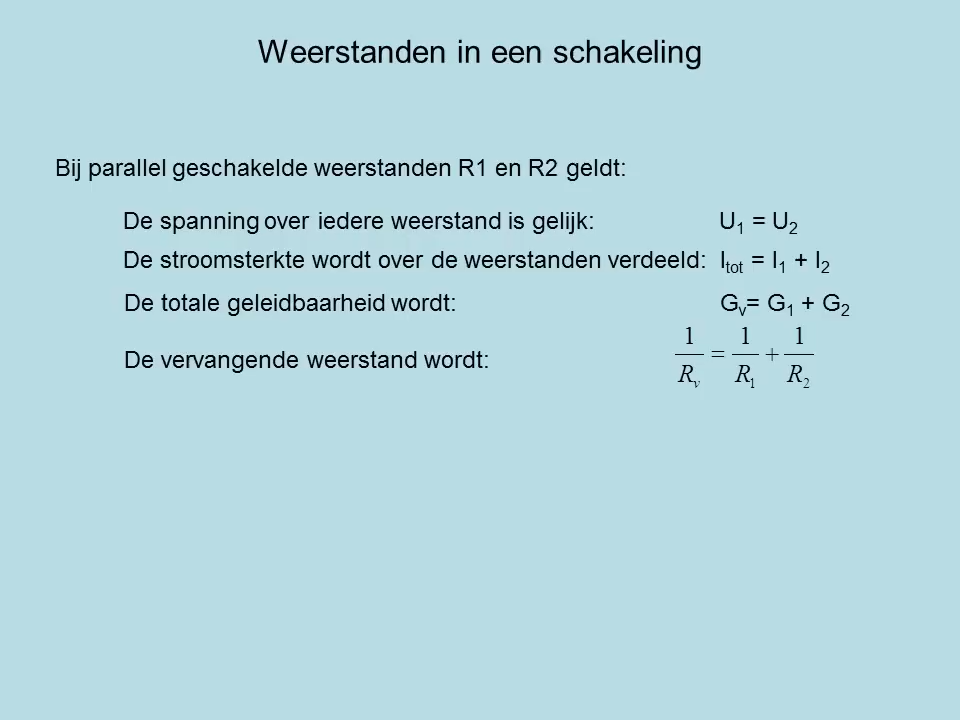 Weerstanden in een schakeling
Bij parallel geschakelde weerstanden R1 en R2 geldt:
De spanning over iedere weerstand is gelijk: U₁ = U₂
De stroomsterkte wordt over de weerstanden verdeeld: Iₜₒₜ = I₁ + I₂
De totale geleidbaarheid wordt: Gᵥ= G₁ + G₂
De vervangende weerstand wordt: 1/Rᵥ = 1/R₁ + 1/R₂